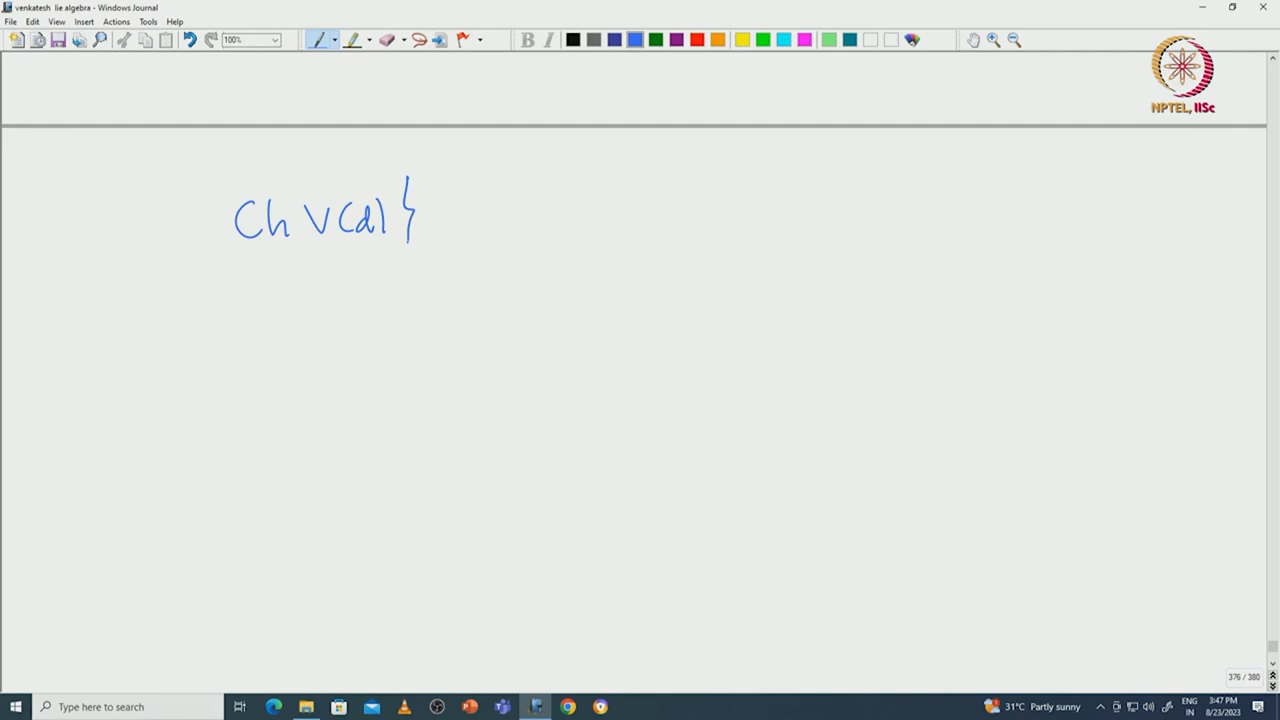 venkatesh lie algebra - Windows Journal
File Edit View Insert Actions Tools Help
100%
B I
NPTEL, IISc
Ch V(d) }
376 / 380
Type here to search
31°C Partly sunny
ENG
IN
3:47 PM
8/23/2023